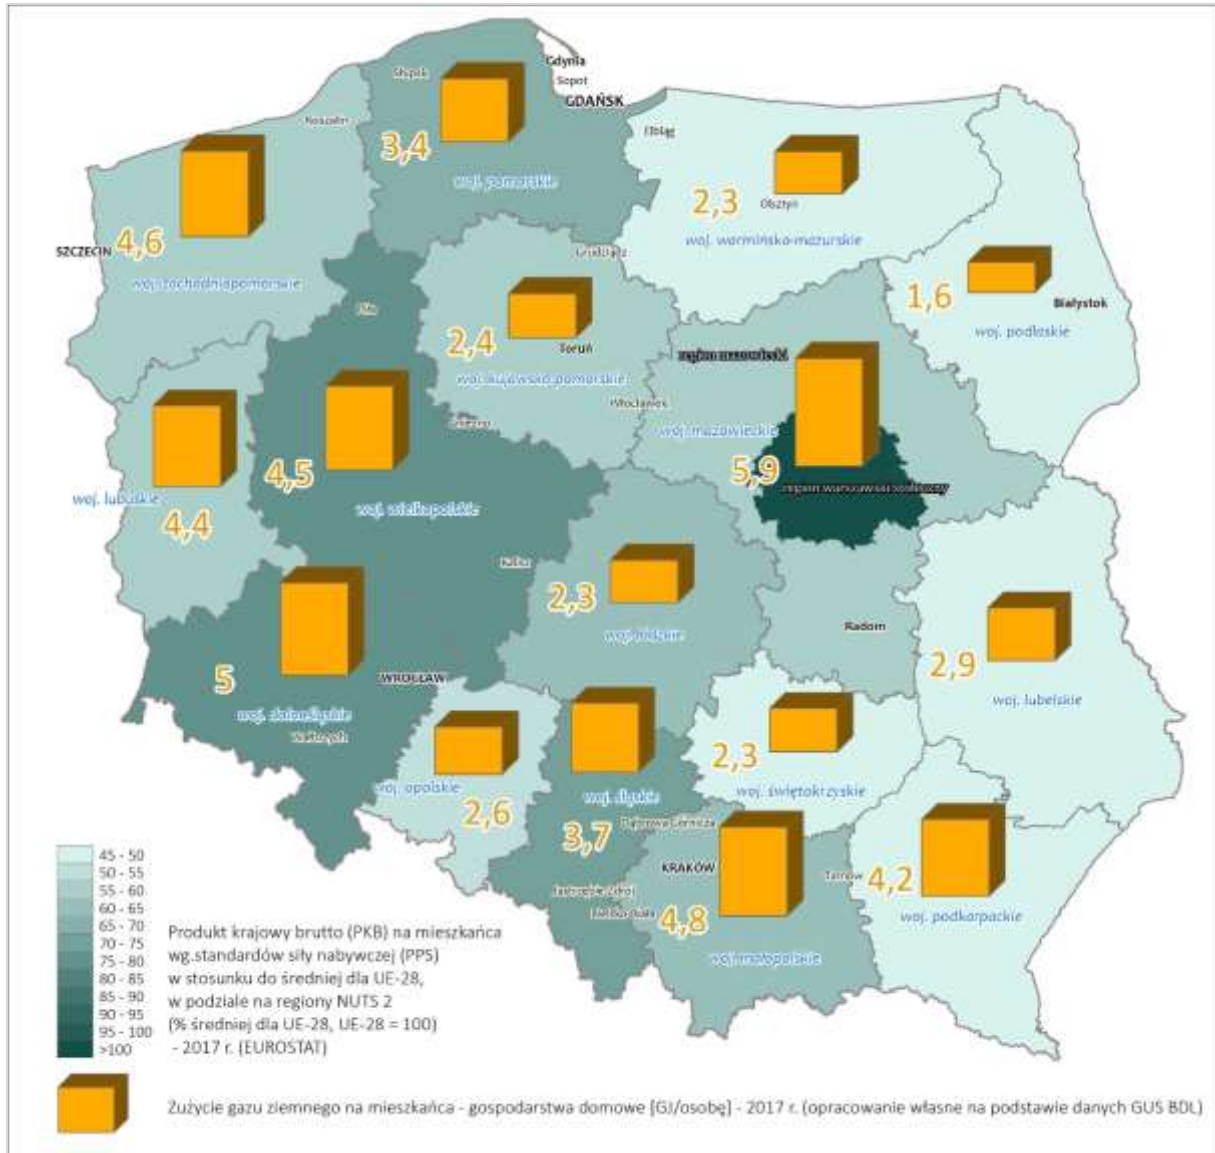 Gdynia
Słupsk
Sopot
GDAŃSK
Koszalin
Elbląg
3,4
woj. pomorskie
2,3
Olsztyn
4,6
SZCZECIN
woj. zachodniopomorskie
Grudziądz
woj. warmińsko-mazurskie
1,6
Białystok
woj. podlaskie
Piła
2,4
Toruń
region mazowiecki
woj. kujawsko-pomorskie
Włocławek
Gniezno
woj. mazowieckie
4,5
5,9
region warszawski stołeczny
woj. lubuskie
4,4
woj. wielkopolskie
Kalisz
2,3
woj. łódzkie
Radom
2,9
woj. lubelskie
5
WROCŁAW
woj. dolnośląskie
Wałbrzych
2,3
woj. opolskie
2,6
woj. śląskie
woj. świętokrzyskie
3,7
Dąbrowa Górnicza
KRAKÓW
Tarnów
4,2
Jastrzębie-Zdrój
Bielsko-Biała
4,8
woj. podkarpackie
woj. małopolskie
45 - 50
50 - 55
55 - 60
60 - 65
65 - 70
70 - 75
75 - 80
80 - 85
85 - 90
90 - 95
95 - 100
>100
Produkt krajowy brutto (PKB) na mieszkańca
wg.standardów siły nabywczej (PPS)
w stosunku do średniej dla UE-28,
w podziale na regiony NUTS 2
(% średniej dla UE-28, UE-28 = 100)
- 2017 r. (EUROSTAT)
Zużycie gazu ziemnego na mieszkańca - gospodarstwa domowe [GJ/osobę] - 2017 r. (opracowanie własne na podstawie danych GUS BDL)